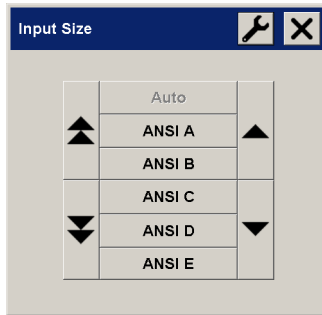 Input Size
Auto
ANSI A
ANSI B
ANSI C
ANSI D
ANSI E